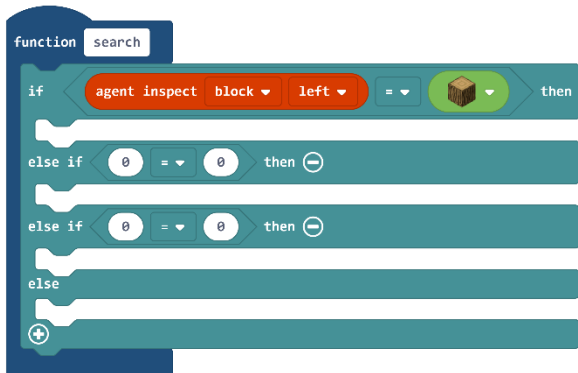 function search
if agent inspect block left = then
else if 0 = 0 then
else if 0 = 0 then
else